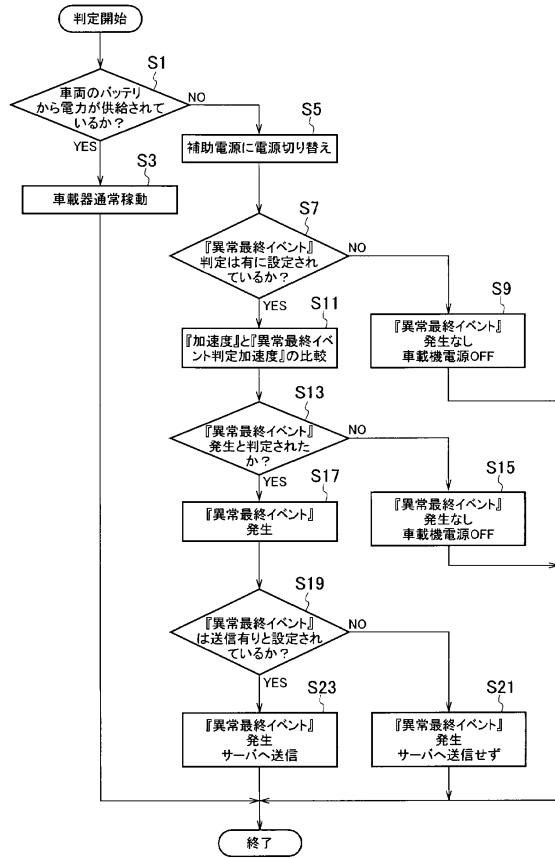 判定開始
S1
車両のバッテリ
から電力が供給されて
いるか？
NO
YES
S3
車載器通常稼動
S5
補助電源に電源切り替え
S7
『異常最終イベント』
判定は有に設定され
ているか？
NO
YES
S9
『異常最終イベント』
発生なし
車載機電源OFF
S11
『加速度』と『異常最終イベ
ント判定加速度』の比較
S13
『異常最終イベント』
発生と判定された
か？
NO
YES
S15
『異常最終イベント』
発生なし
車載機電源OFF
S17
『異常最終イベント』
発生
S19
『異常最終イベント』
は送信有りと設定され
ているか？
NO
YES
S23
『異常最終イベント』
発生
サーバへ送信
S21
『異常最終イベント』
発生
サーバへ送信せず
終了